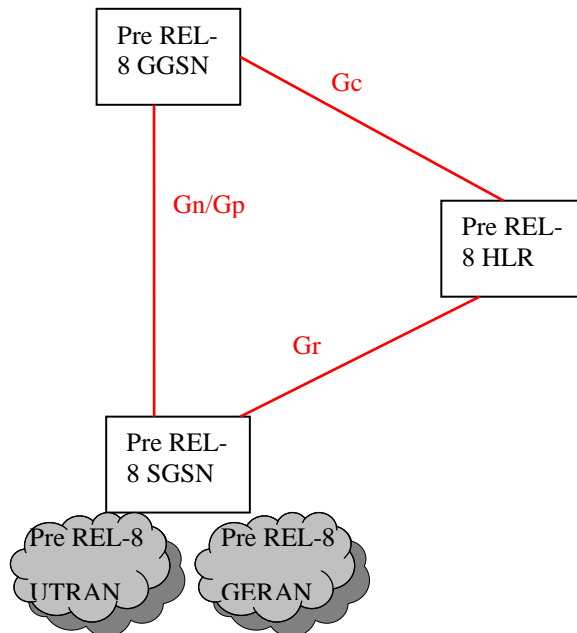 Pre REL-
8 GGSN
Gc
Gn/Gp
Pre REL-
8 HLR
Gr
Pre REL-
8 SGSN
Pre REL-8
UTRAN
Pre REL-8
GERAN